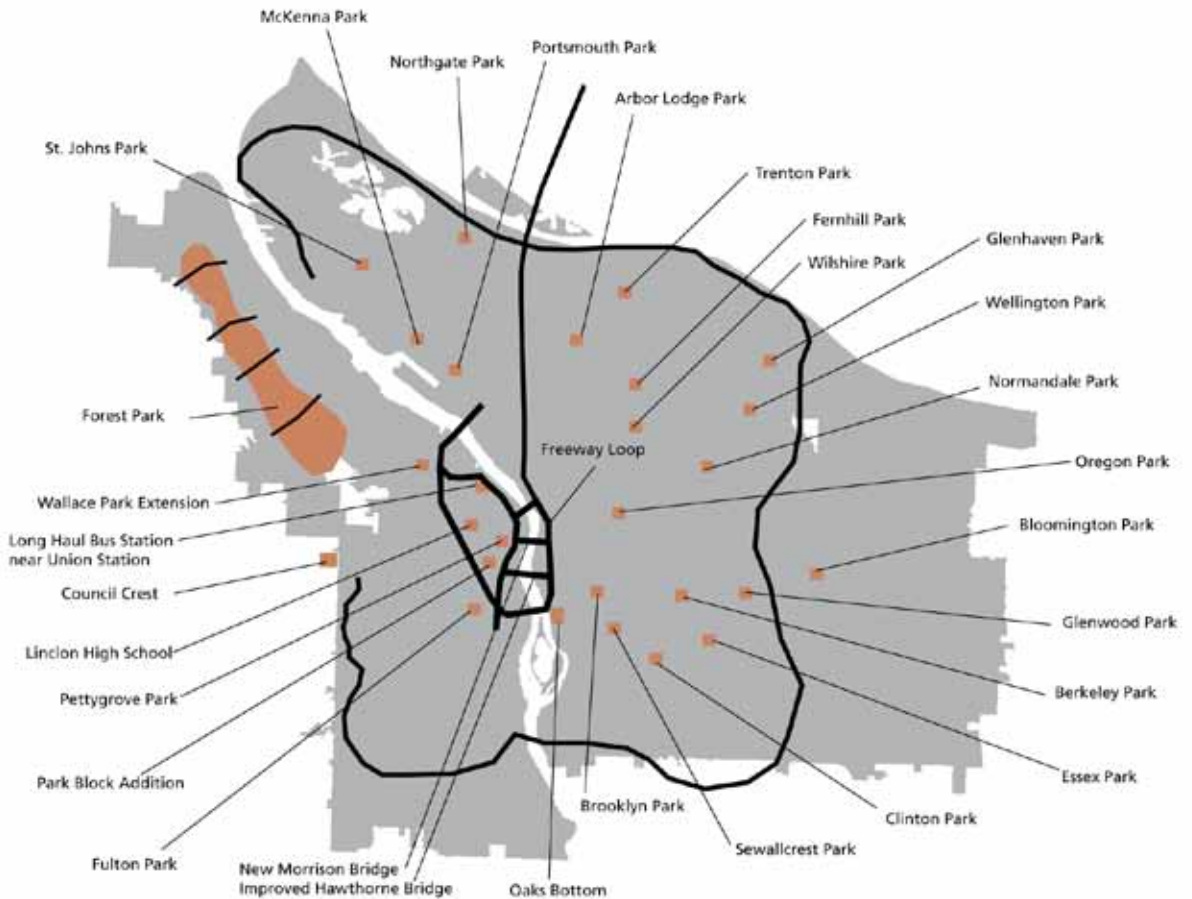 McKenna Park
Portsmouth Park
Northgate Park
Arbor Lodge Park
St. Johns Park
Trenton Park
Fernhill Park
Glenhaven Park
Wilshire Park
Wellington Park
Normandale Park
Forest Park
Freeway Loop
Oregon Park
Wallace Park Extension
Bloomington Park
Long Haul Bus Station
near Union Station
Council Crest
Glenwood Park
Linclon High School
Berkeley Park
Pettygrove Park
Essex Park
Park Block Addition
Brooklyn Park
Clinton Park
Sewallcrest Park
Fulton Park
New Morrison Bridge
Improved Hawthorne Bridge
Oaks Bottom